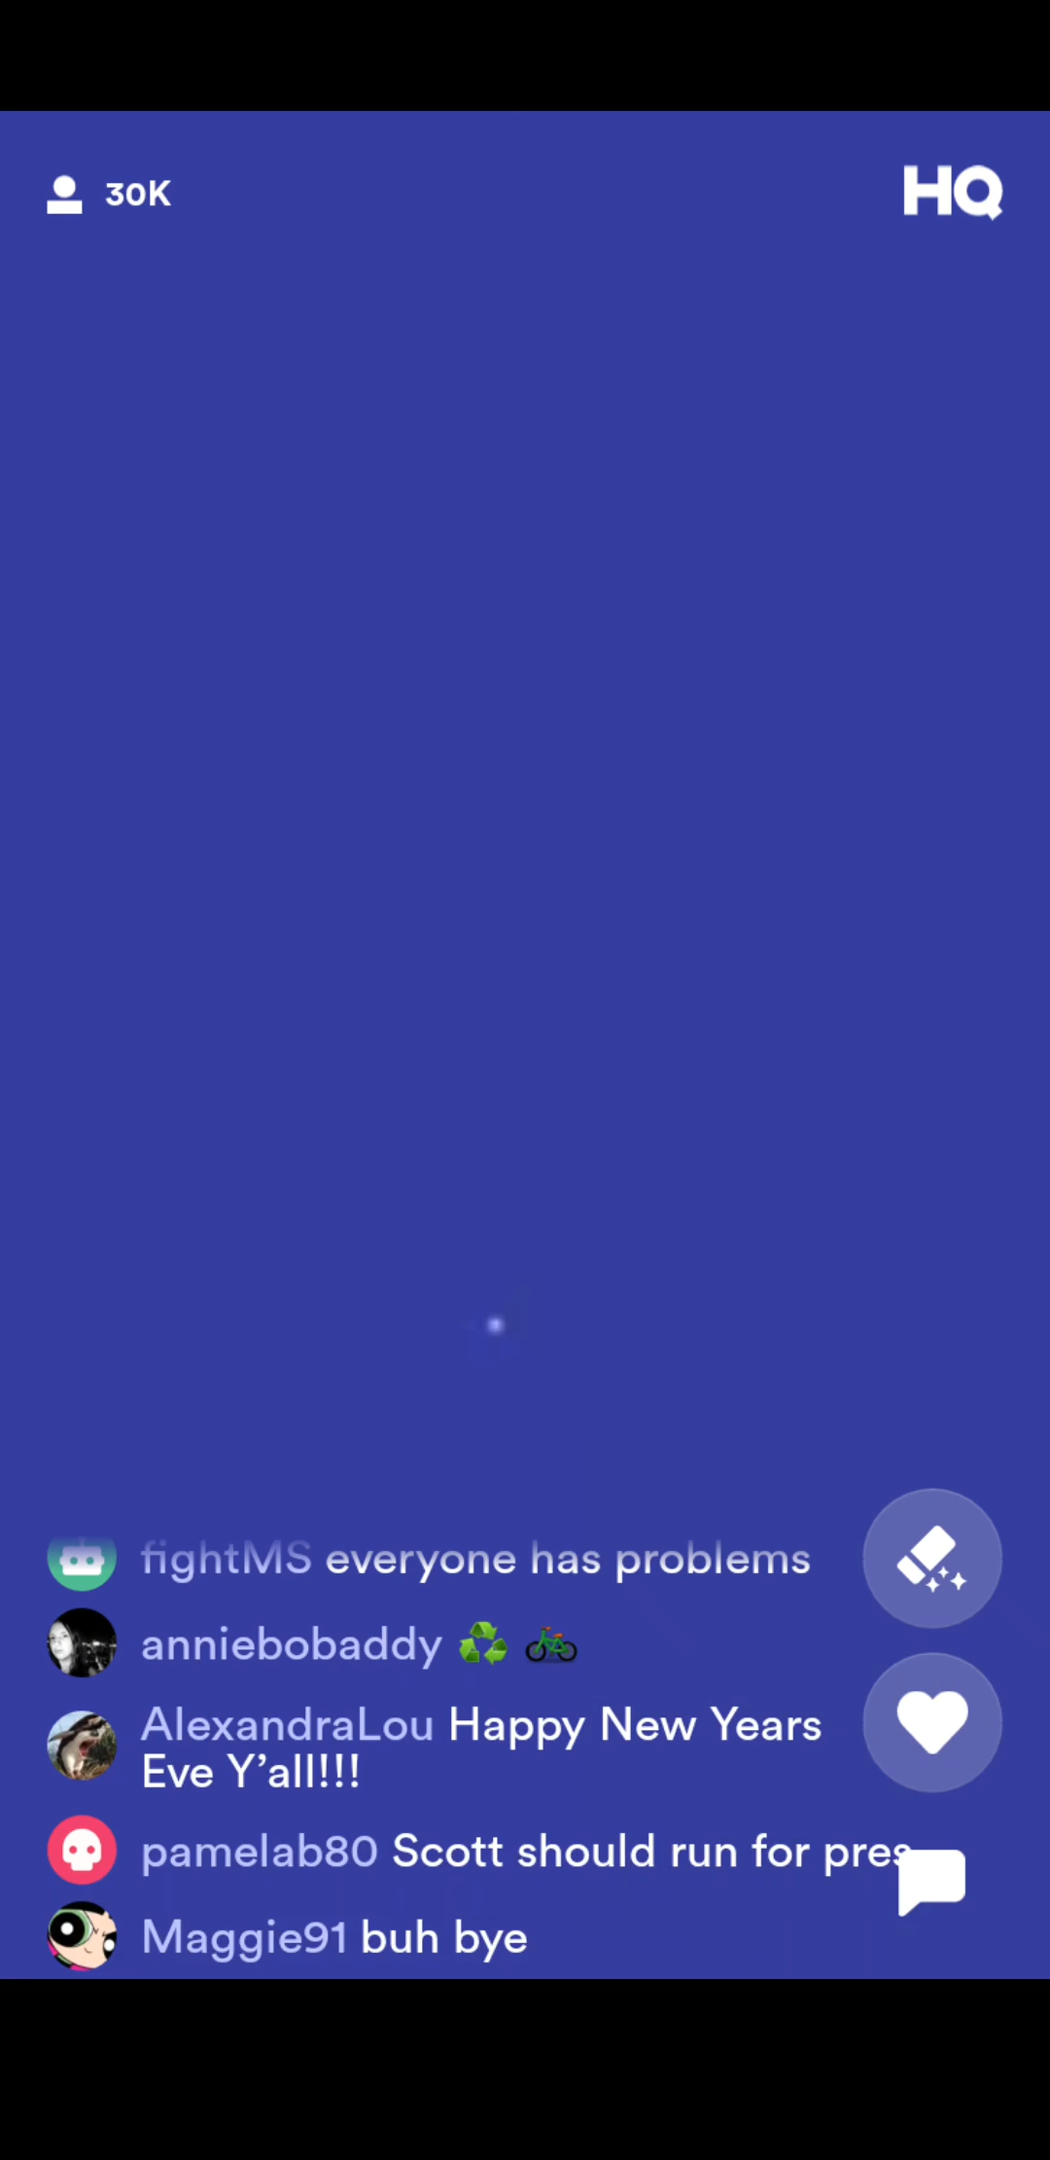 30K
HQ
fightMS everyone has problems
anniebobaddy ♻️ 🚲
AlexandraLou Happy New Years
Eve Y’all!!!
pamelab80 Scott should run for pres
Maggie91 buh bye